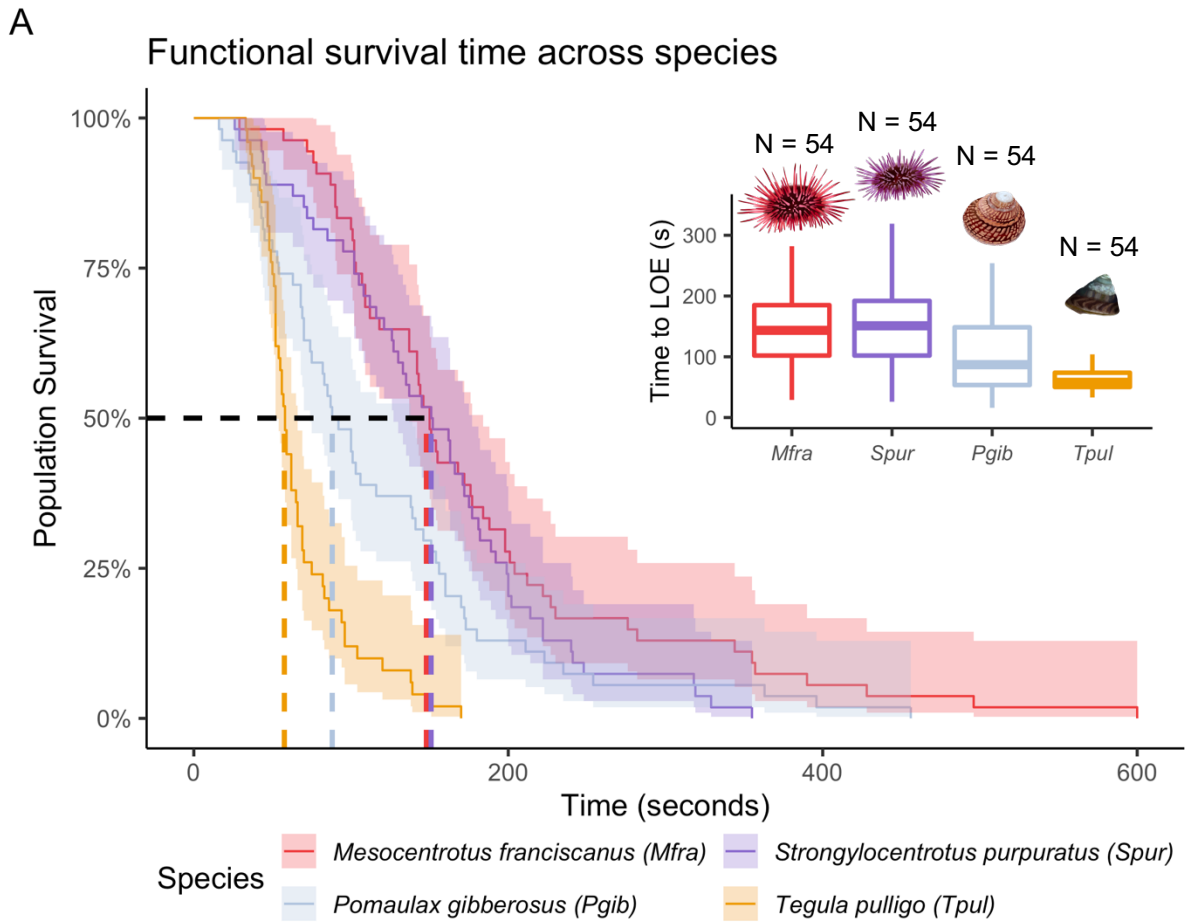 A
Functional survival time across species
100%
75%
50%
25%
0%
Population Survival
0 200 400 600
Time (seconds)
N = 54 N = 54 N = 54 N = 54
Time to LOE (s)
300
200
100
0
Mfra Spur Pgib Tpul
Species
Mesocentrotus franciscanus (Mfra) Strongylocentrotus purpuratus (Spur)
Pomaulax gibberosus (Pgib) Tegula pulligo (Tpul)